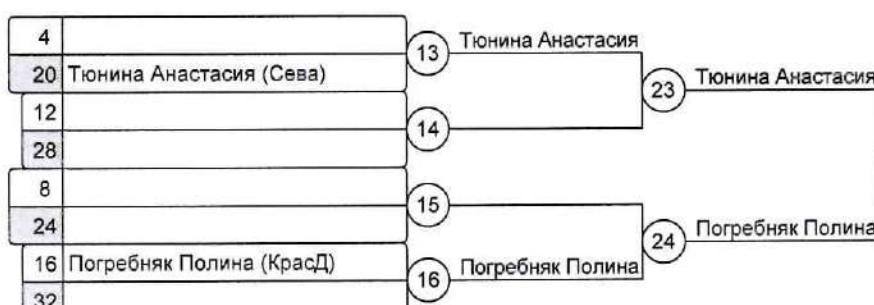 4
13 Тюнина Анастасия
20 Тюнина Анастасия (Сева)
23 Тюнина Анастасия
12
14
28
8
15
24
24 Погребняк Полина
16 Погребняк Полина (КрасД)
16 Погребняк Полина
32